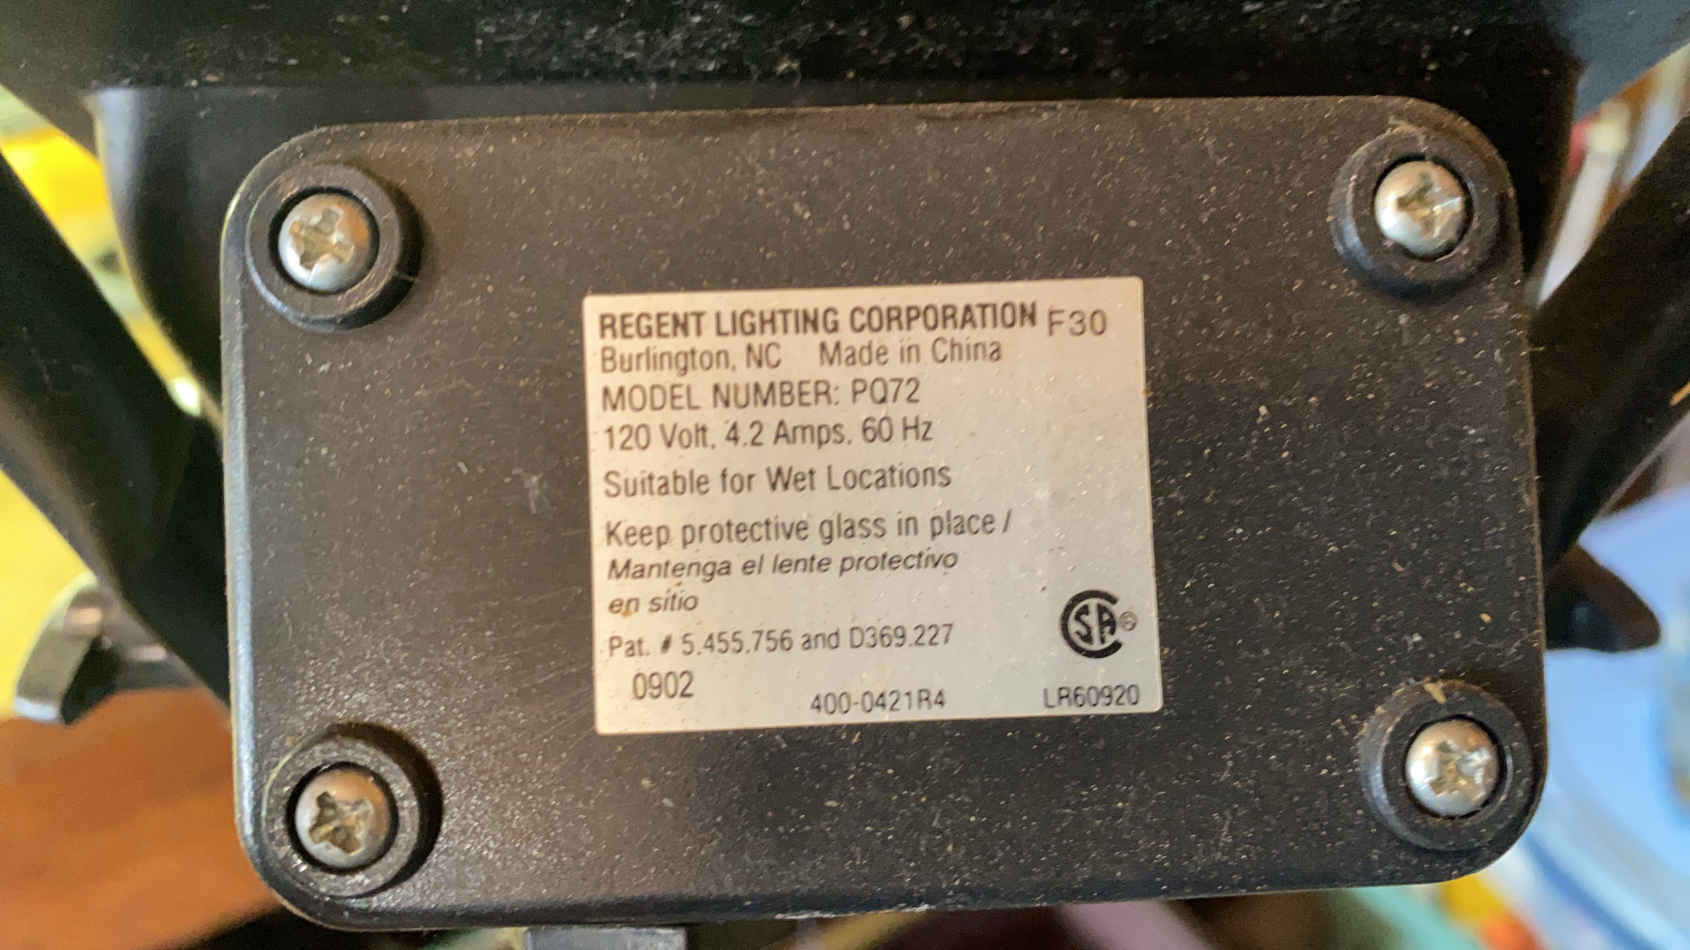 REGENT LIGHTING CORPORATION F30
Burlington, NC Made in China
MODEL NUMBER: PQ72
120 Volt, 4.2 Amps, 60 Hz
Suitable for Wet Locations
Keep protective glass in place /
Mantenga el lente protectivo
en sitio
Pat. # 5,455,756 and D369,227
SA®
0902 400-0421R4 LR60920